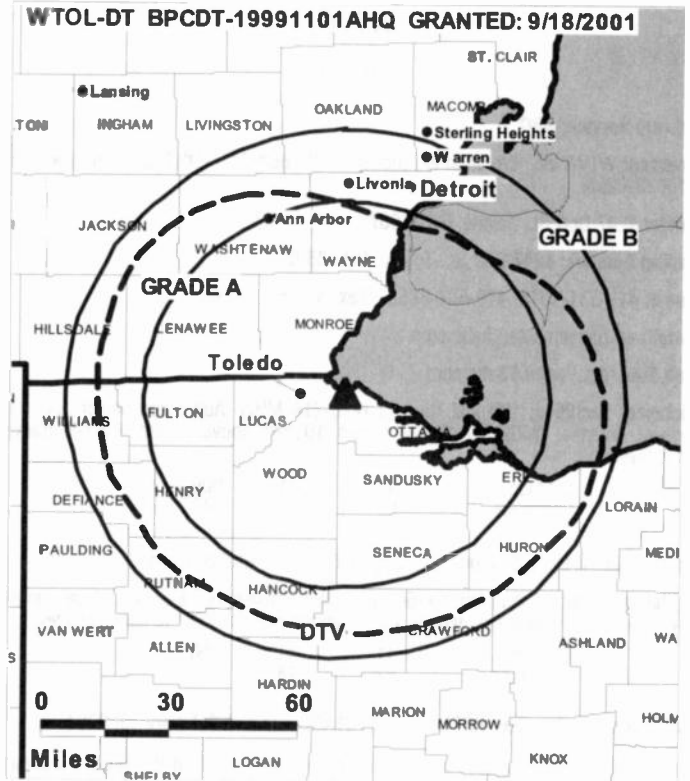 WTOL-DT BPCDT-19991101AHQ GRANTED: 9/18/2001
ST. CLAIR
Lansing
OAKLAND
MACOMB
INGHAM
LIVINGSTON
Sterling Heights
Warren
Livonia
Detroit
Ann Arbor
JACKSON
WASHTENAW
WAYNE
GRADE B
GRADE A
HILLSDALE
LENAWEE
MONROE
Toledo
WILLIAMS
FULTON
LUCAS
OTTAWA
WOOD
SANDUSKY
ERIE
DEFIANCE
HENRY
LORAIN
PAULDING
SENECA
HURON
MEDI
PUTNAM
HANCOCK
VAN WERT
ALLEN
DTV
CRAWFORD
ASHLAND
WA
HARDIN
0 30 60
MARION
MORROW
HOLM
Miles
LOGAN
KNOX
SHELBY